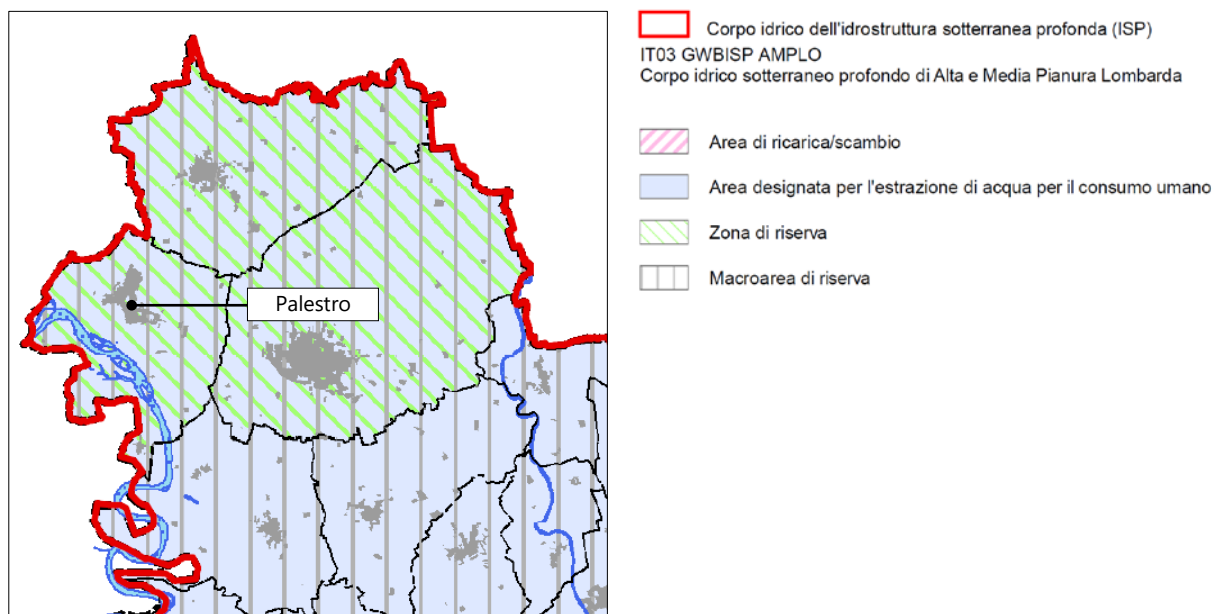 Palestro
Corpo idrico dell'idrostruttura sotterranea profonda (ISP)
IT03 GWBISP AMPLO
Corpo idrico sotterraneo profondo di Alta e Media Pianura Lombarda
Area di ricarica/scambio
Area designata per l'estrazione di acqua per il consumo umano
Zona di riserva
Macroarea di riserva